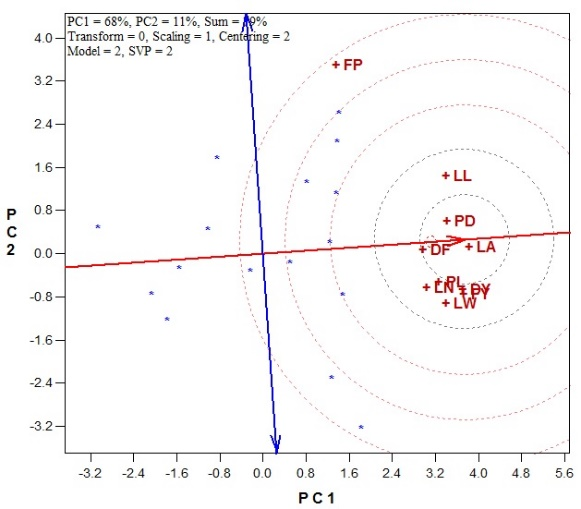 PC1 = 68%, PC2 = 11%, Sum =
Transform = 0, Scaling = 1, Centering = 2
Model = 2, SVP = 2
4.0
3.2
2.4
1.6
0.8
0.0
-0.8
-1.6
-2.4
-3.2
P
C
2
FP
LL
PD
LA
DF
PL
LN
LW
-3.2 -2.4 -1.6 -0.8 0.0 0.8 1.6 2.4 3.2 4.0 4.8 5.6
P C 1